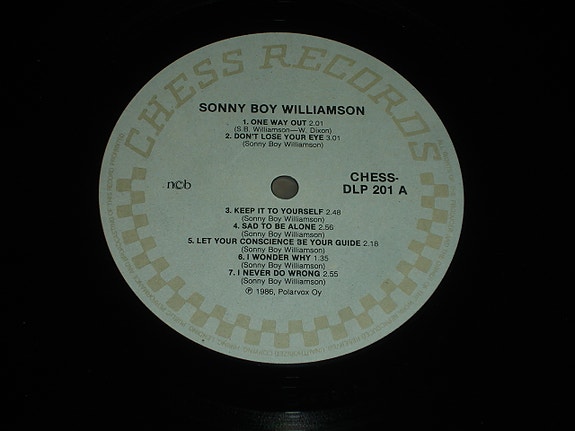 CHESS RECORDS
SONNY BOY WILLIAMSON
1. ONE WAY OUT 2.01
(S.B. Williamson—W. Dixon)
2. DON'T LOSE YOUR EYE 3.01
(Sonny Boy Williamson)
ncb
CHESS-
DLP 201 A
3. KEEP IT TO YOURSELF 2.48
(Sonny Boy Williamson)
4. SAD TO BE ALONE 2.56
(Sonny Boy Williamson)
5. LET YOUR CONSCIENCE BE YOUR GUIDE 2.18
(Sonny Boy Williamson)
6. I WONDER WHY 1.35
(Sonny Boy Williamson)
7. I NEVER DO WRONG 2.55
(Sonny Boy Williamson)
℗ 1986, Polarvox Oy